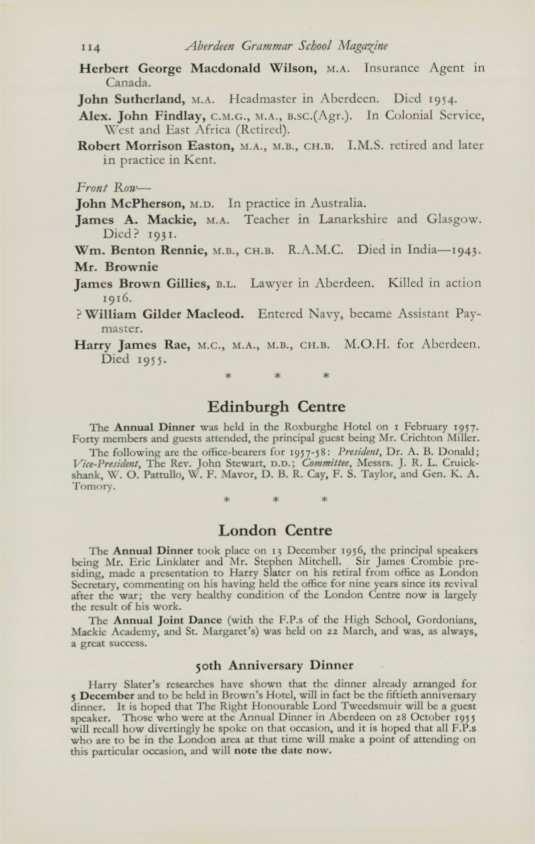 114 Aberdeen Grammar School Magazine
Herbert George Macdonald Wilson, M.A. Insurance Agent in
Canada.
John Sutherland, M.A. Headmaster in Aberdeen. Died 1954.
Alex. John Findlay, C.M.G., M.A., B.SC.(Agr.). In Colonial Service,
West and East Africa (Retired).
Robert Morrison Easton, M.A., M.B., CH.B. I.M.S. retired and later
in practice in Kent.
Front Row—
John McPherson, M.D. In practice in Australia.
James A. Mackie, M.A. Teacher in Lanarkshire and Glasgow.
Died? 1931.
Wm. Benton Rennie, M.B., CH.B. R.A.M.C. Died in India—1943.
Mr. Brownie
James Brown Gillies, B.L. Lawyer in Aberdeen. Killed in action
1916.
? William Gilder Macleod. Entered Navy, became Assistant Pay-
master.
Harry James Rae, M.C., M.A., M.B., CH.B. M.O.H. for Aberdeen.
Died 1955.
* * *
Edinburgh Centre
The Annual Dinner was held in the Roxburghe Hotel on 1 February 1957.
Forty members and guests attended, the principal guest being Mr. Crichton Miller.
The following are the office-bearers for 1957-58: President, Dr. A. B. Donald;
Vice-President, The Rev. John Stewart, D.D.; Committee, Messrs. J. R. L. Cruick-
shank, W. O. Pattullo, W. F. Mavor, D. B. R. Cay, F. S. Taylor, and Gen. K. A.
Tomory.
* * *
London Centre
The Annual Dinner took place on 13 December 1956, the principal speakers
being Mr. Eric Linklater and Mr. Stephen Mitchell. Sir James Crombie pre-
siding, made a presentation to Harry Slater on his retiral from office as London
Secretary, commenting on his having held the office for nine years since its revival
after the war; the very healthy condition of the London Centre now is largely
the result of his work.
The Annual Joint Dance (with the F.P.s of the High School, Gordonians,
Mackie Academy, and St. Margaret's) was held on 22 March, and was, as always,
a great success.
50th Anniversary Dinner
Harry Slater's researches have shown that the dinner already arranged for
5 December and to be held in Brown's Hotel, will in fact be the fiftieth anniversary
dinner. It is hoped that The Right Honourable Lord Tweedsmuir will be a guest
speaker. Those who were at the Annual Dinner in Aberdeen on 28 October 1955
will recall how divertingly he spoke on that occasion, and it is hoped that all F.P.s
who are to be in the London area at that time will make a point of attending on
this particular occasion, and will note the date now.